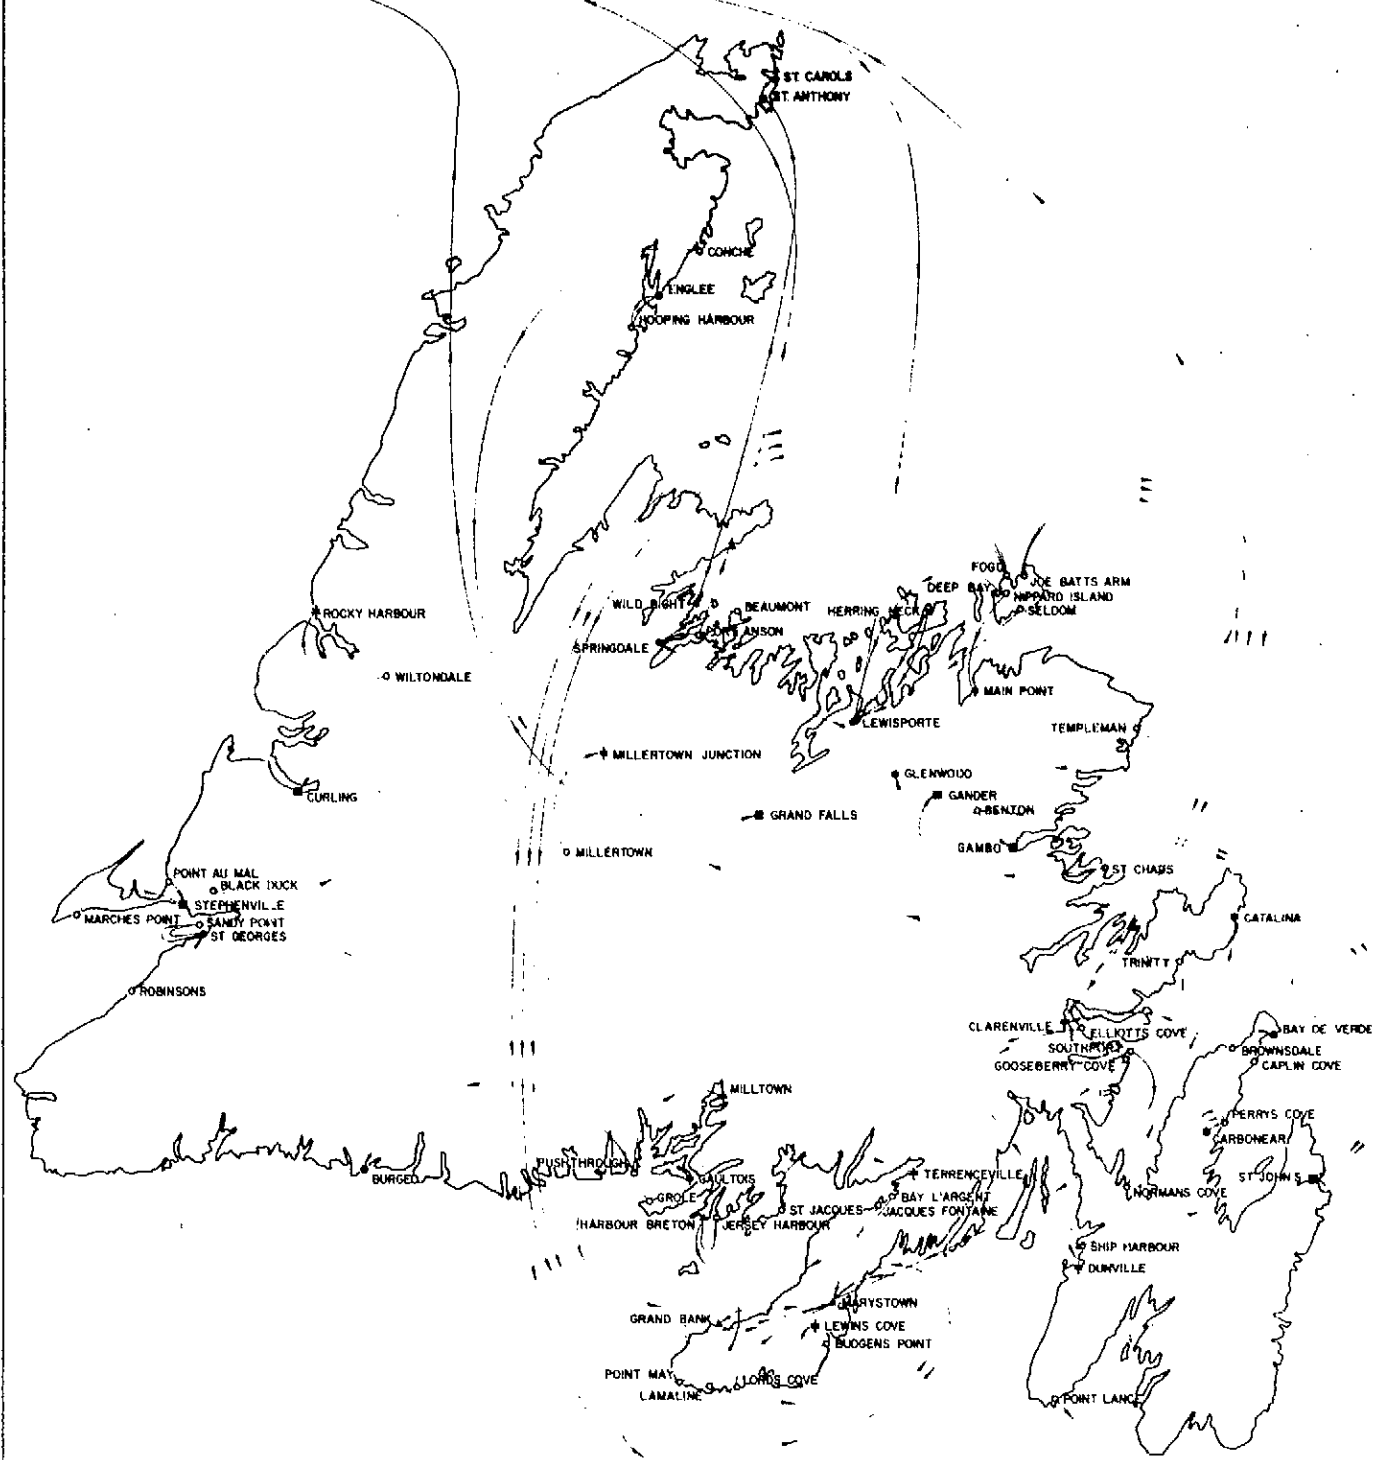 ST CAROLS
ST. ANTHONY
CONCHE
ENGLEE
HOOPING HARBOUR
FOGO
JOE BATTS ARM
DEEP BAY
NIPPARD ISLAND
SELDOM
WILD BIGHT
BEAUMONT
HERRING NECK
ROCKY HARBOUR
PORT ANSON
SPRINGDALE
WILTONDALE
MAIN POINT
LEWISPORTE
TEMPLEMAN
MILLERTOWN JUNCTION
GLENWOOD
CURLING
GANDER
BENTON
GRAND FALLS
GAMBO
MILLERTOWN
ST CHADS
POINT AU MAL
BLACK DUCK
STEPHENVILLE
MARCHES POINT
SANDY POINT
ST GEORGES
CATALINA
TRINITY
ROBINSONS
CLARENVILLE
ELLIOTTS COVE
BAY DE VERDE
SOUTHPORT
BROWNSDALE
GOOSEBERRY COVE
CAPLIN COVE
MILLTOWN
PERRYS COVE
CARBONEAR
PUSHTHROUGH
BURGEO
GAULTOIS
TERRENCEVILLE
ST JOHN'S
GROLE
BAY L'ARGENT
NORMANS COVE
ST JACQUES
JACQUES FONTAINE
HARBOUR BRETON
JERSEY HARBOUR
SHIP HARBOUR
DUNVILLE
MARYSTOWN
GRAND BANK
LEWINS COVE
BUDGENS POINT
POINT MAY
LORDS COVE
LAMALINE
POINT LANCE